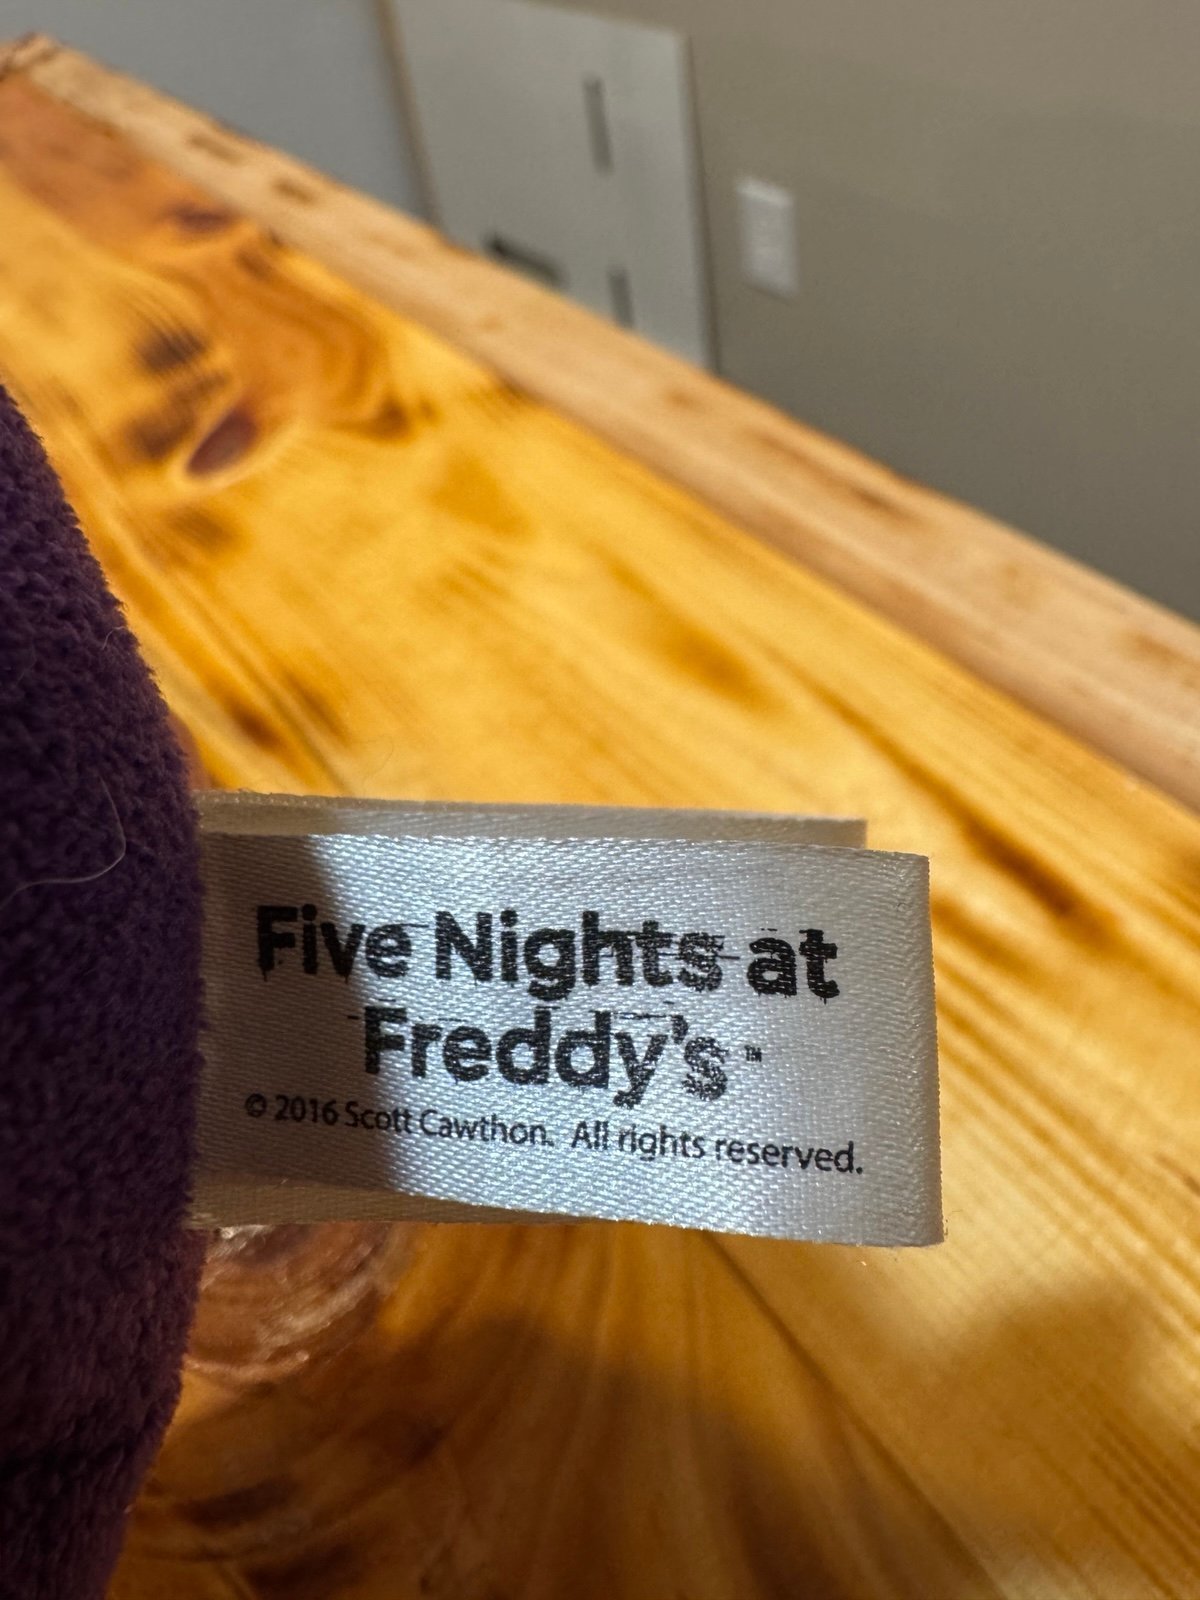 Five Nights at
Freddy's™
© 2016 Scott Cawthon. All rights reserved.